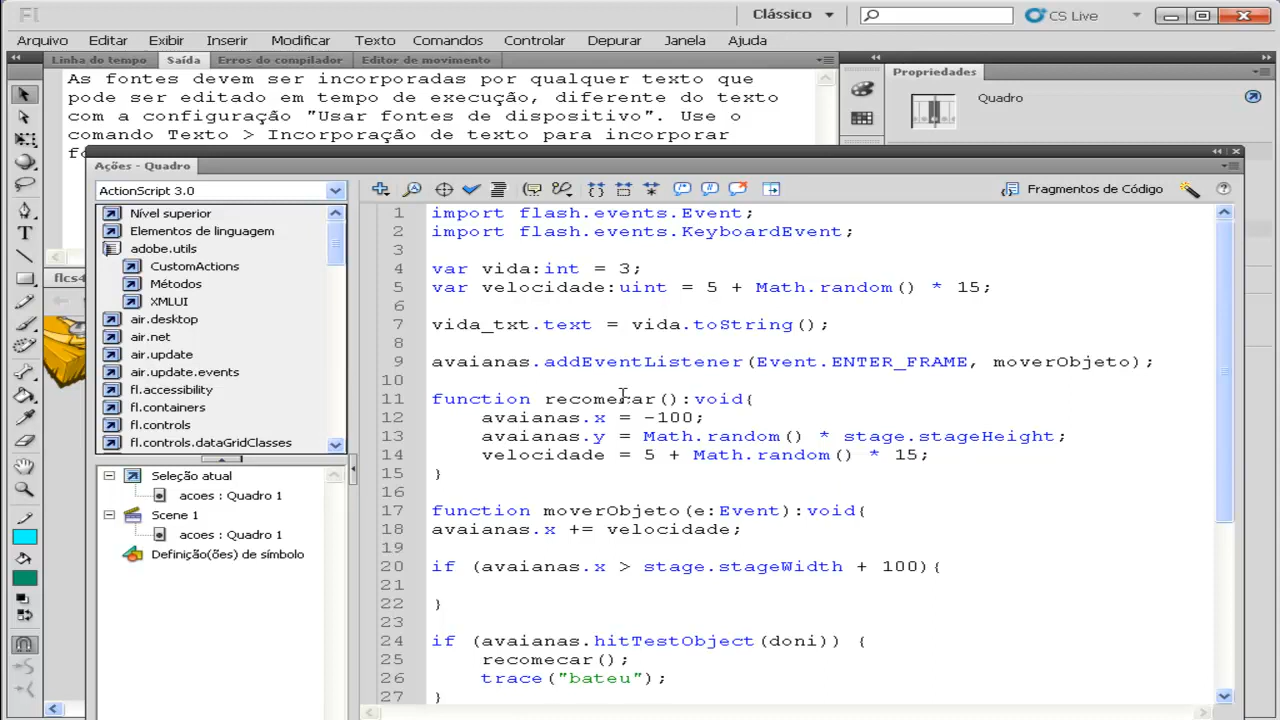 Fl
Clássico
CS Live
Arquivo Editar Exibir Inserir Modificar Texto Comandos Controlar Depurar Janela Ajuda
Linha do tempo Saída Erros do compilador Editor de movimento
Propriedades
Quadro
As fontes devem ser incorporadas por qualquer texto que
pode ser editado em tempo de execução, diferente do texto
com a configuração "Usar fontes de dispositivo". Use o
comando Texto > Incorporação de texto para incorporar
Ações - Quadro
ActionScript 3.0
Fragmentos de Código
Nível superior
Elementos de linguagem
adobe.utils
CustomActions
Métodos
XMLUI
air.desktop
air.net
air.update
air.update.events
fl.accessibility
fl.containers
fl.controls
fl.controls.dataGridClasses
flcs4
Seleção atual
acoes : Quadro 1
Scene 1
acoes : Quadro 1
Definição(ões) de símbolo
1 import flash.events.Event;
2 import flash.events.KeyboardEvent;
3
4 var vida:int = 3;
5 var velocidade:uint = 5 + Math.random() * 15;
6
7 vida_txt.text = vida.toString();
8
9 avaianas.addEventListener(Event.ENTER_FRAME, moverObjeto);
10
11 function recomecar():void{
12 avaianas.x = -100;
13 avaianas.y = Math.random() * stage.stageHeight;
14 velocidade = 5 + Math.random() * 15;
15 }
16
17 function moverObjeto(e:Event):void{
18 avaianas.x += velocidade;
19
20 if (avaianas.x > stage.stageWidth + 100){
21
22 }
23
24 if (avaianas.hitTestObject(doni)) {
25 recomecar();
26 trace("bateu");
27 }